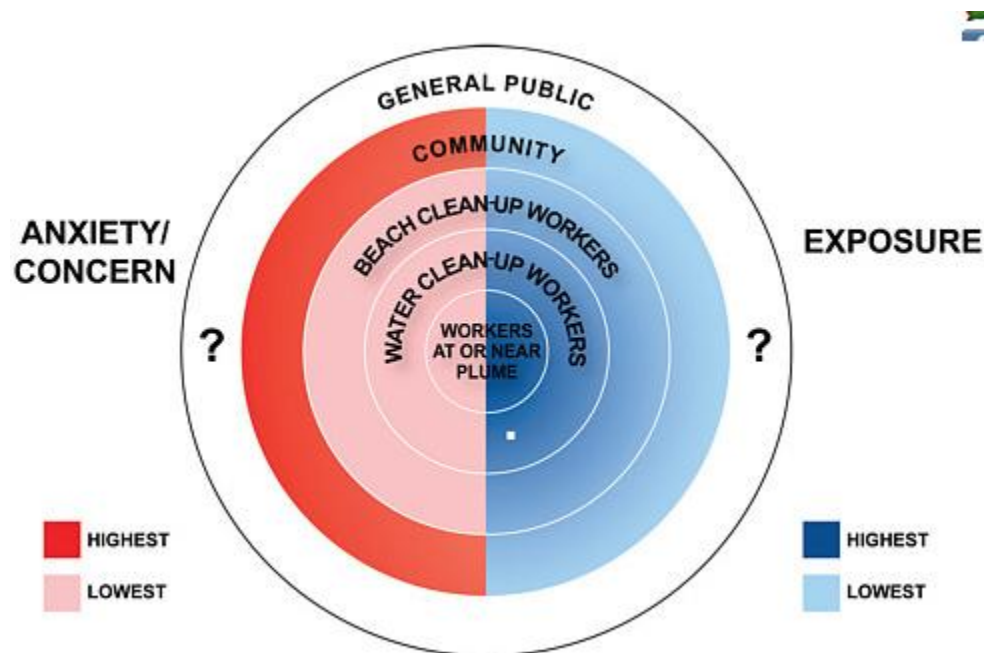 GENERAL PUBLIC
COMMUNITY
BEACH CLEAN-UP WORKERS
WATER CLEAN-UP WORKERS
WORKERS
AT OR NEAR
PLUME
ANXIETY/
CONCERN
EXPOSURE
?
?
HIGHEST
LOWEST
HIGHEST
LOWEST